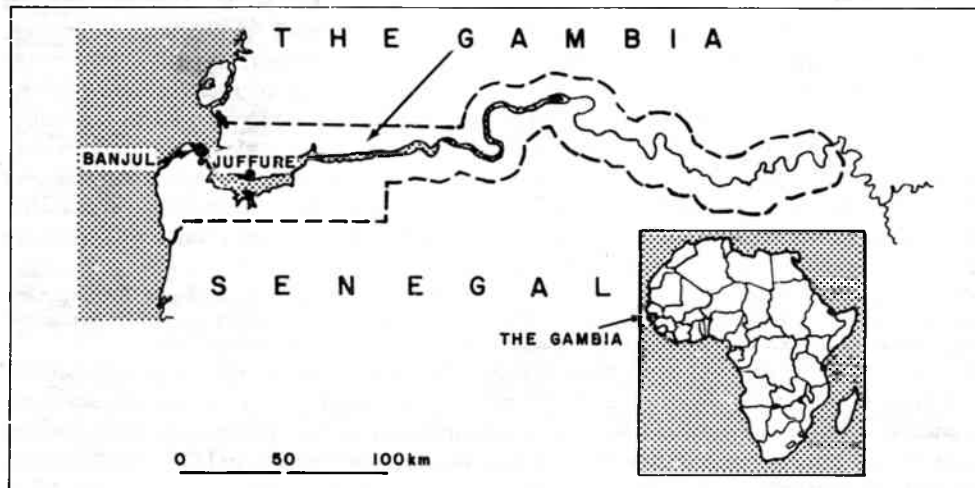 THE GAMBIA
BANJUL
JUFFURE
SENEGAL
THE GAMBIA
0 50 100km